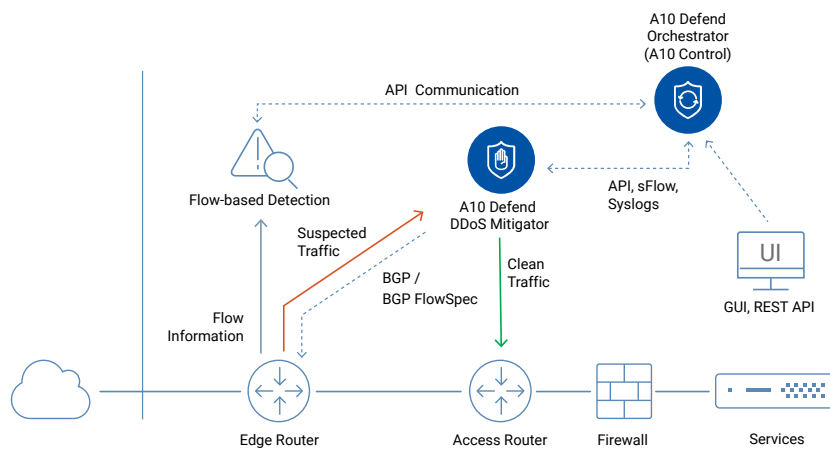 A10 Defend
Orchestrator
(A10 Control)
API Communication
Flow-based Detection
A10 Defend
DDoS Mitigator
API, sFlow,
Syslogs
UI
GUI, REST API
Suspected
Traffic
BGP /
BGP FlowSpec
Clean
Traffic
Flow
Information
Edge Router
Access Router
Firewall
Services